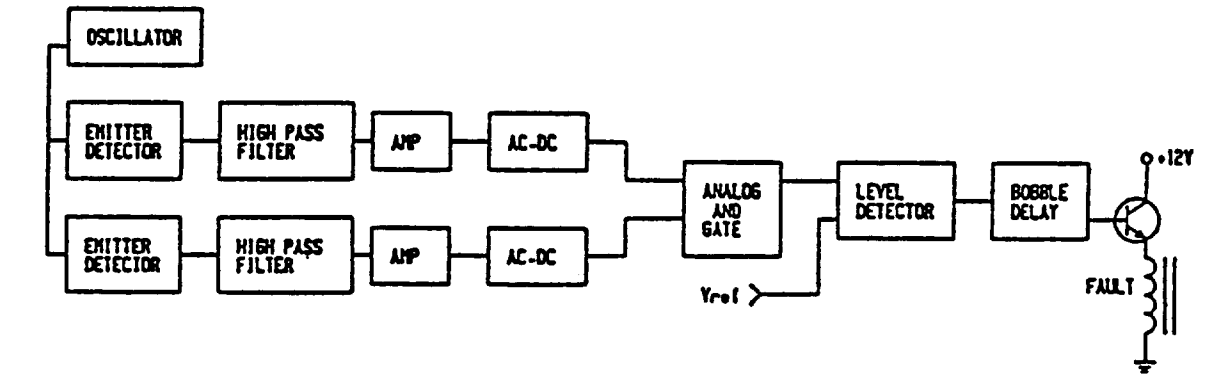 OSCILLATOR
EMITTER
DETECTOR
HIGH PASS
FILTER
AMP
AC-DC
EMITTER
DETECTOR
HIGH PASS
FILTER
AMP
AC-DC
ANALOG
AND
GATE
Vref
LEVEL
DETECTOR
BOBBLE
DELAY
+12V
FAULT